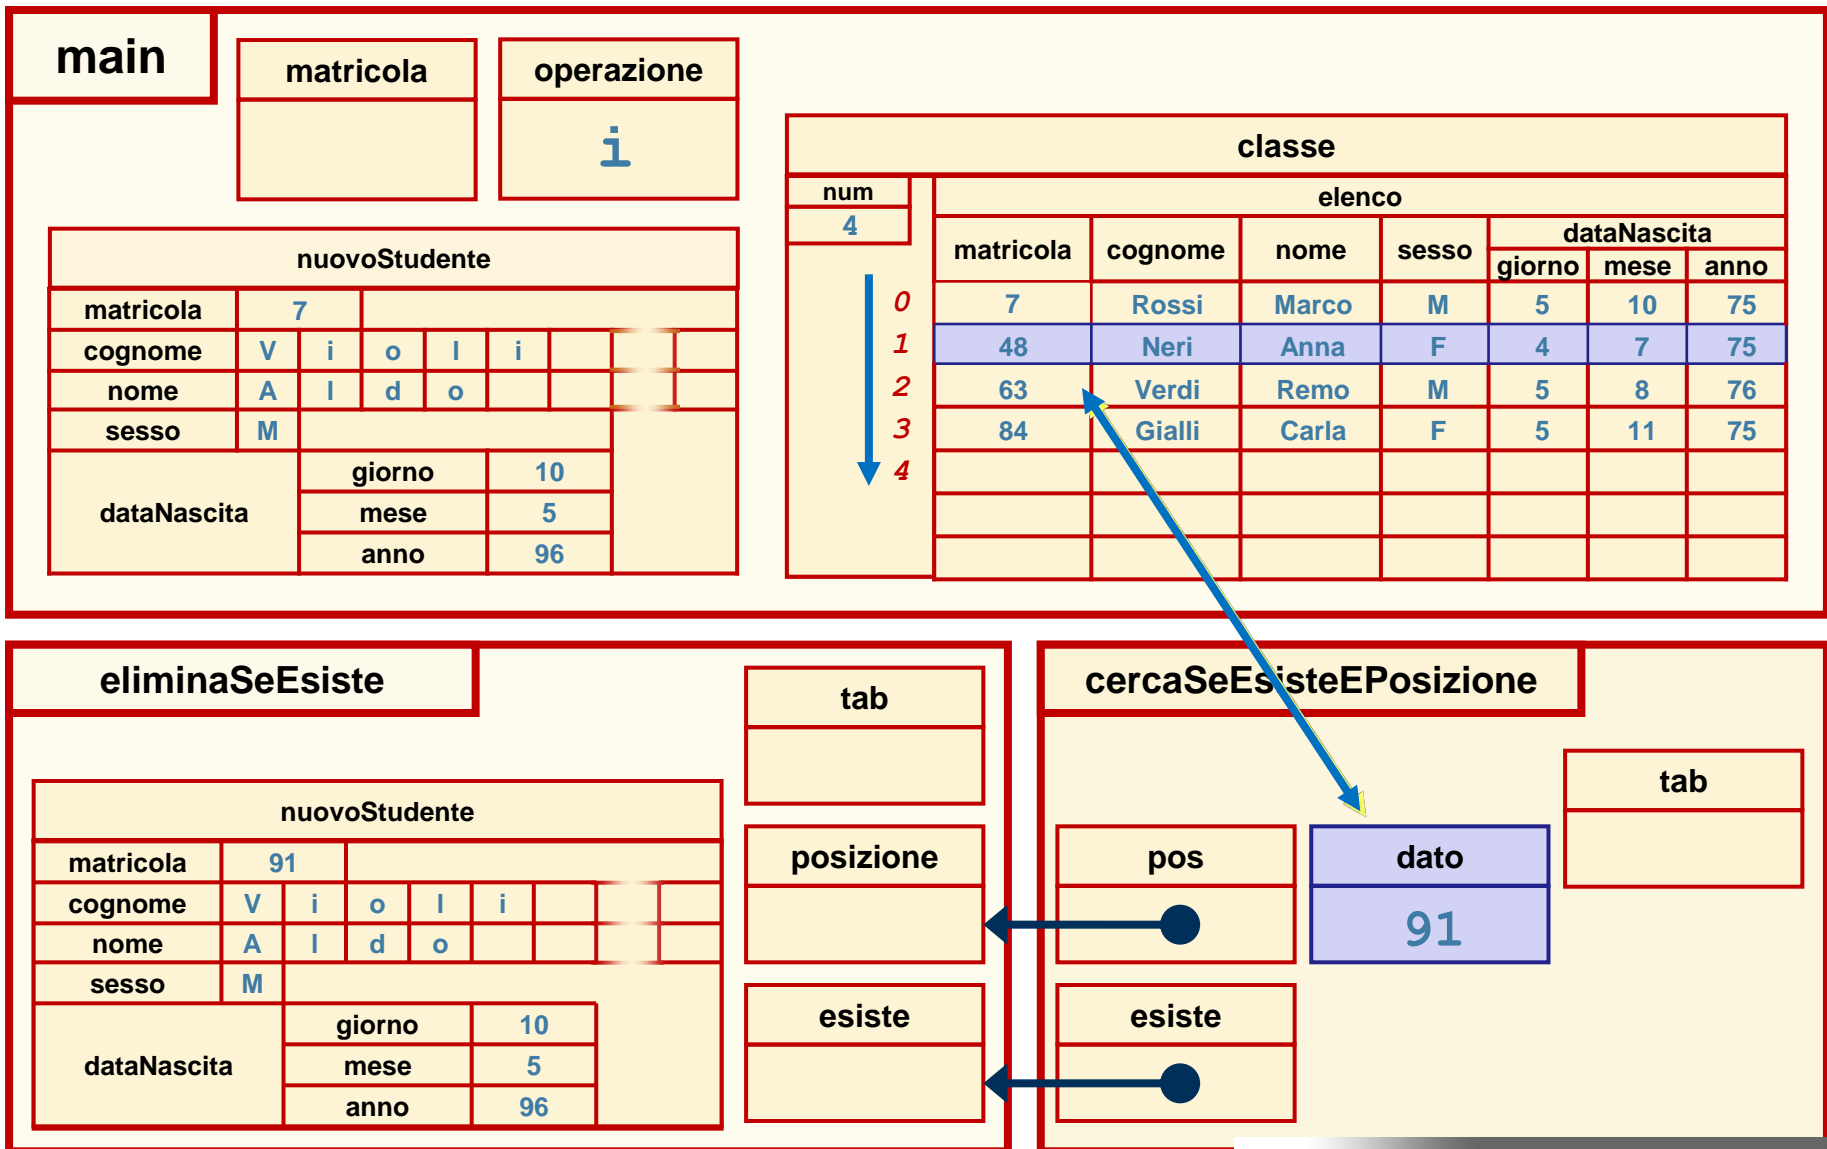 main
matricola
operazione
i
nuovoStudente
matricola 7
cognome V i o l i
nome A l d o
sesso M
dataNascita
giorno 10
mese 5
anno 96
classe
num
4
elenco
matricola cognome nome sesso dataNascita
giorno mese anno
0 7 Rossi Marco M 5 10 75
1 48 Neri Anna F 4 7 75
2 63 Verdi Remo M 5 8 76
3 84 Gialli Carla F 5 11 75
4
eliminaSeEsiste
nuovoStudente
matricola 91
cognome V i o l i
nome A l d o
sesso M
dataNascita
giorno 10
mese 5
anno 96
tab
posizione
esiste
cercaSeEsisteEPosizione
tab
pos
dato
91
esiste